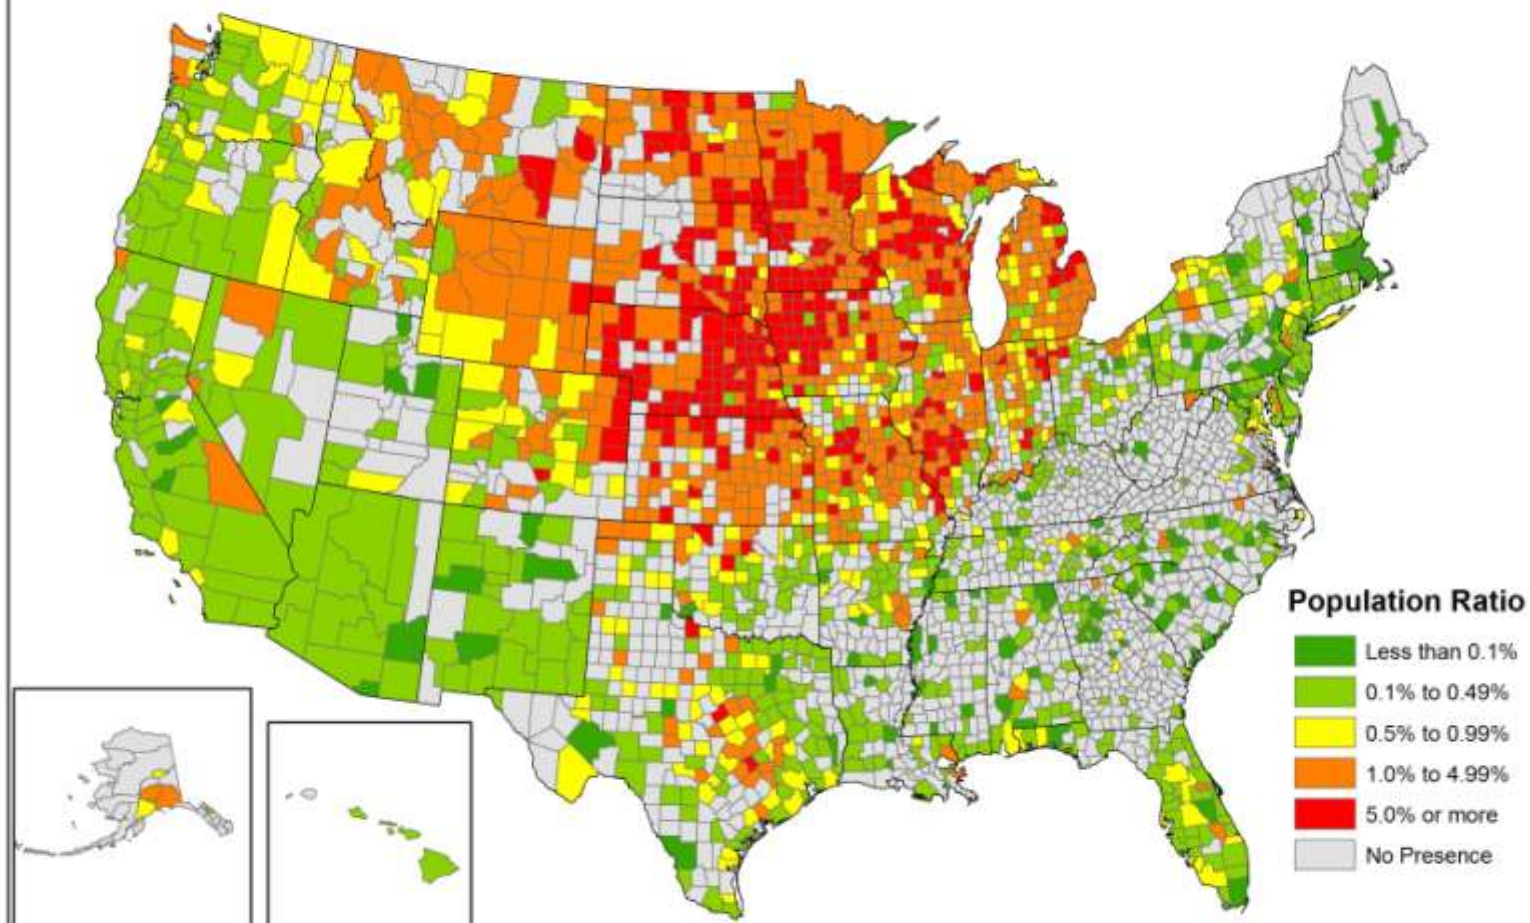 Population Ratio
Less than 0.1%
0.1% to 0.49%
0.5% to 0.99%
1.0% to 4.99%
5.0% or more
No Presence